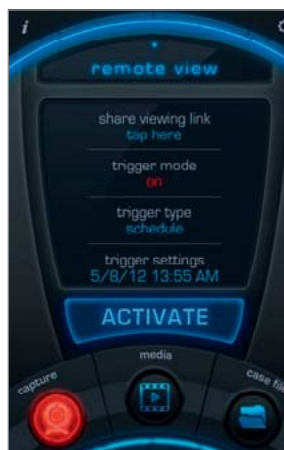 i
remote view
share viewing link
tap here
trigger mode
on
trigger type
schedule
trigger settings
5/8/12 13:55 AM
ACTIVATE
capture
media
case file